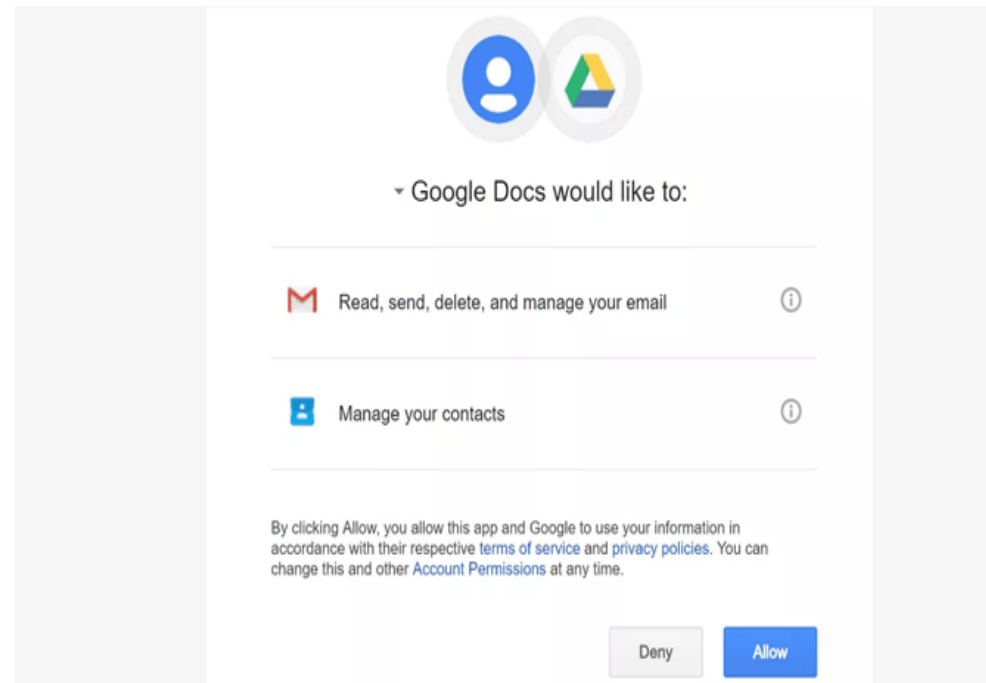 Google Docs would like to:
Read, send, delete, and manage your email
Manage your contacts
By clicking Allow, you allow this app and Google to use your information in
accordance with their respective terms of service and privacy policies. You can
change this and other Account Permissions at any time.
Deny Allow